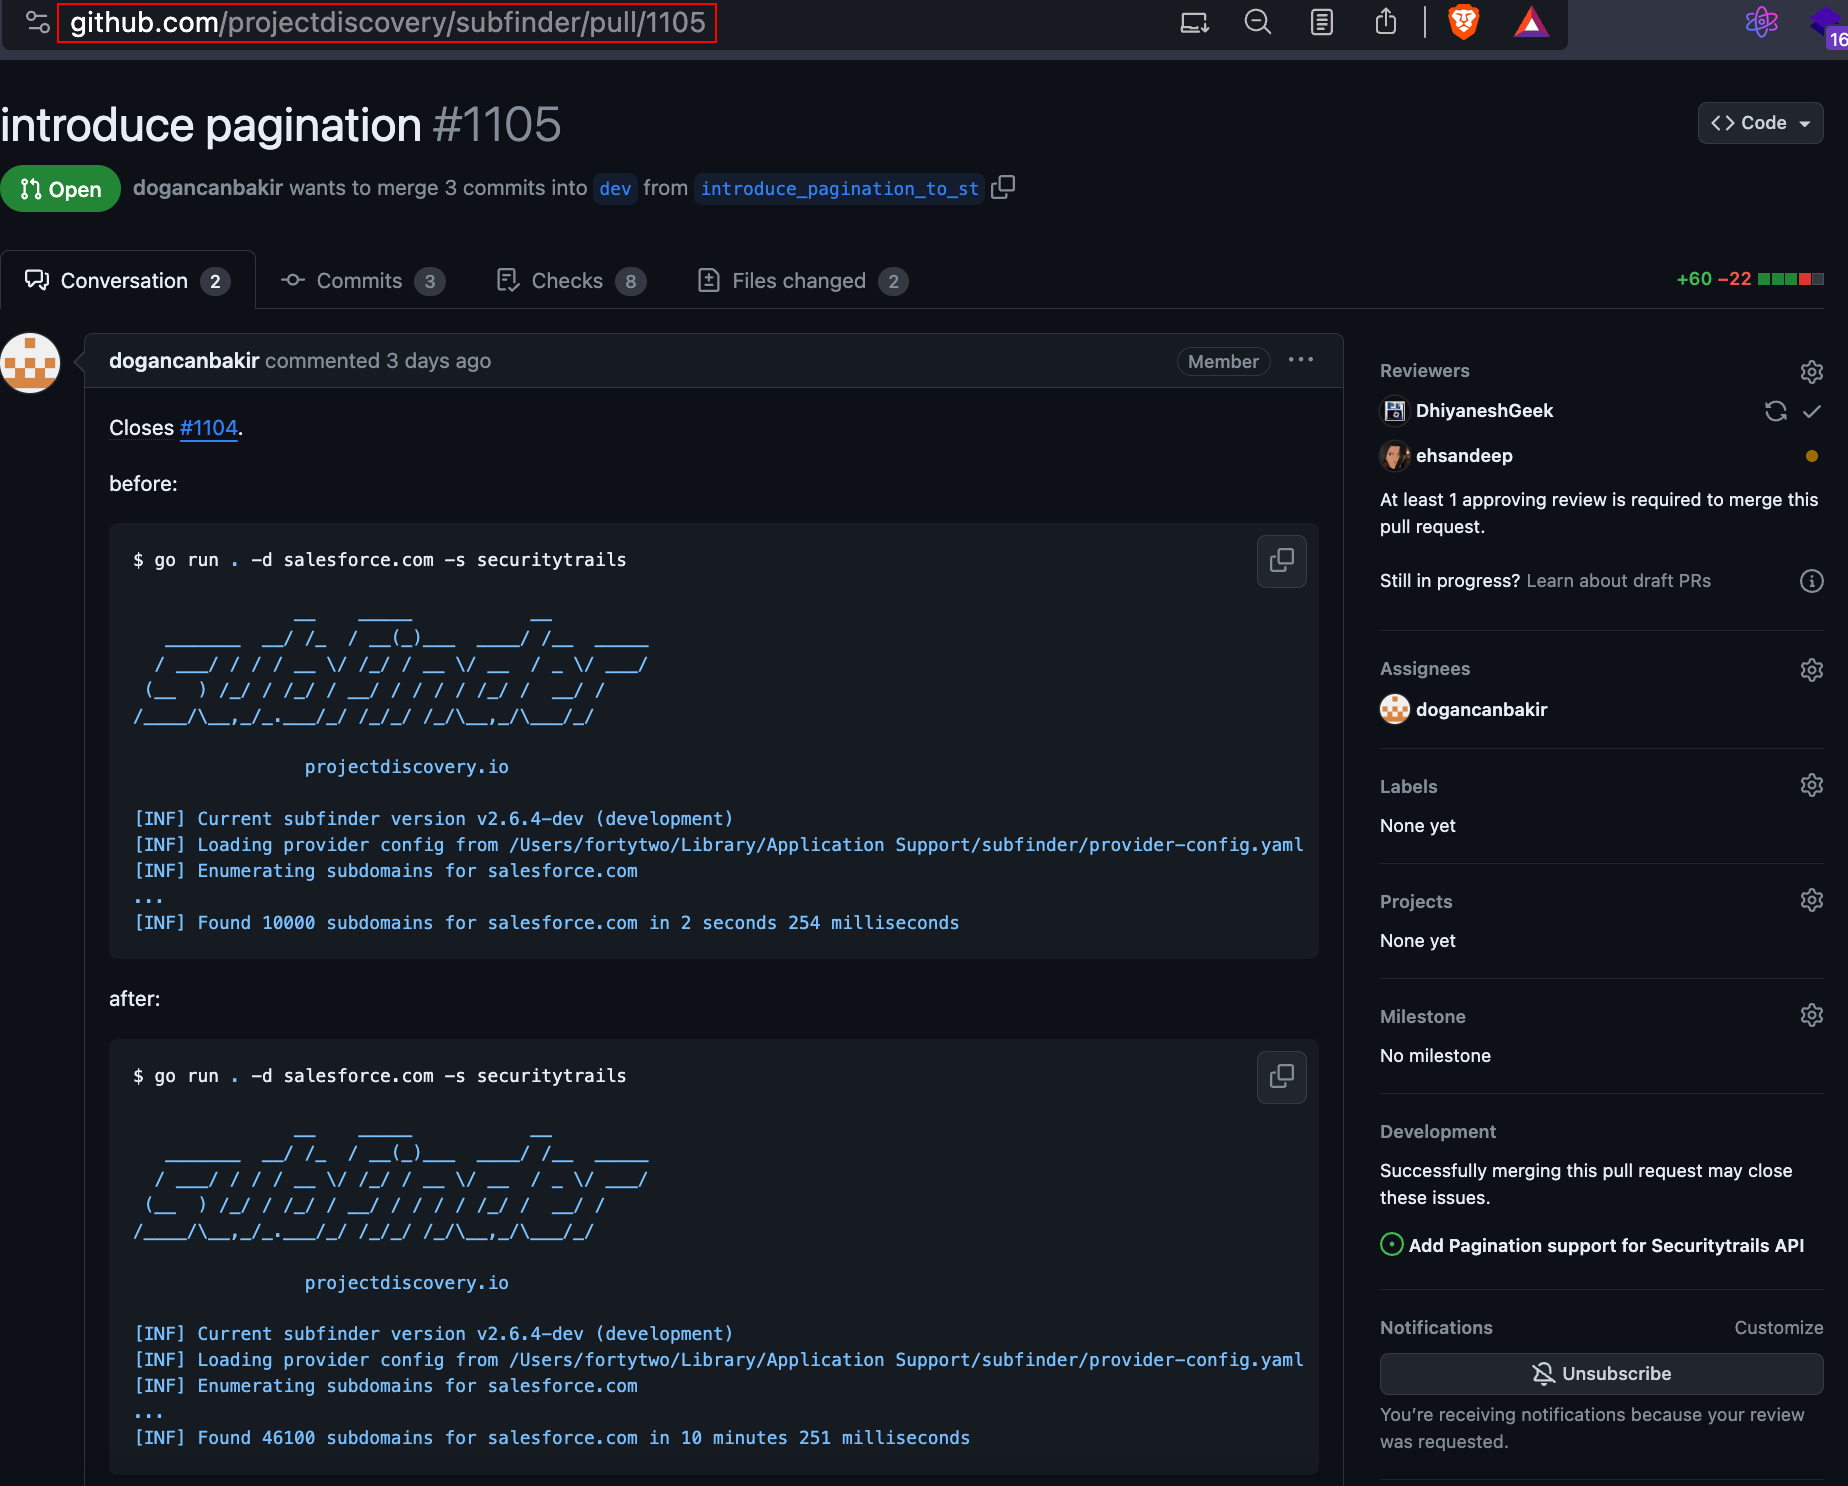 github.com/projectdiscovery/subfinder/pull/1105
16
introduce pagination #1105
Code
Open
dogancanbakir wants to merge 3 commits into dev from introduce_pagination_to_st
Conversation 2
Commits 3
Checks 8
Files changed 2
+60 −22
dogancanbakir commented 3 days ago
Member
Closes #1104.
before:
$ go run . -d salesforce.com -s securitytrails
               __    _____           __
   _______  __/ /_  / __(_)___  ____/ /__  _____
  / ___/ / / / __ \/ /_/ / __ \/ __  / _ \/ ___/
 (__  ) /_/ / /_/ / __/ / / / / /_/ /  __/ /
/____/\__,_/_.___/_/ /_/_/ /_/\__,_/\___/_/
projectdiscovery.io
[INF] Current subfinder version v2.6.4-dev (development)
[INF] Loading provider config from /Users/fortytwo/Library/Application Support/subfinder/provider-config.yaml
[INF] Enumerating subdomains for salesforce.com
...
[INF] Found 10000 subdomains for salesforce.com in 2 seconds 254 milliseconds
after:
$ go run . -d salesforce.com -s securitytrails
               __    _____           __
   _______  __/ /_  / __(_)___  ____/ /__  _____
  / ___/ / / / __ \/ /_/ / __ \/ __  / _ \/ ___/
 (__  ) /_/ / /_/ / __/ / / / / /_/ /  __/ /
/____/\__,_/_.___/_/ /_/_/ /_/\__,_/\___/_/
projectdiscovery.io
[INF] Current subfinder version v2.6.4-dev (development)
[INF] Loading provider config from /Users/fortytwo/Library/Application Support/subfinder/provider-config.yaml
[INF] Enumerating subdomains for salesforce.com
...
[INF] Found 46100 subdomains for salesforce.com in 10 minutes 251 milliseconds
Reviewers
DhiyaneshGeek
ehsandeep
At least 1 approving review is required to merge this
pull request.
Still in progress? Learn about draft PRs
Assignees
dogancanbakir
Labels
None yet
Projects
None yet
Milestone
No milestone
Development
Successfully merging this pull request may close
these issues.
Add Pagination support for Securitytrails API
Notifications
Customize
Unsubscribe
You're receiving notifications because your review
was requested.